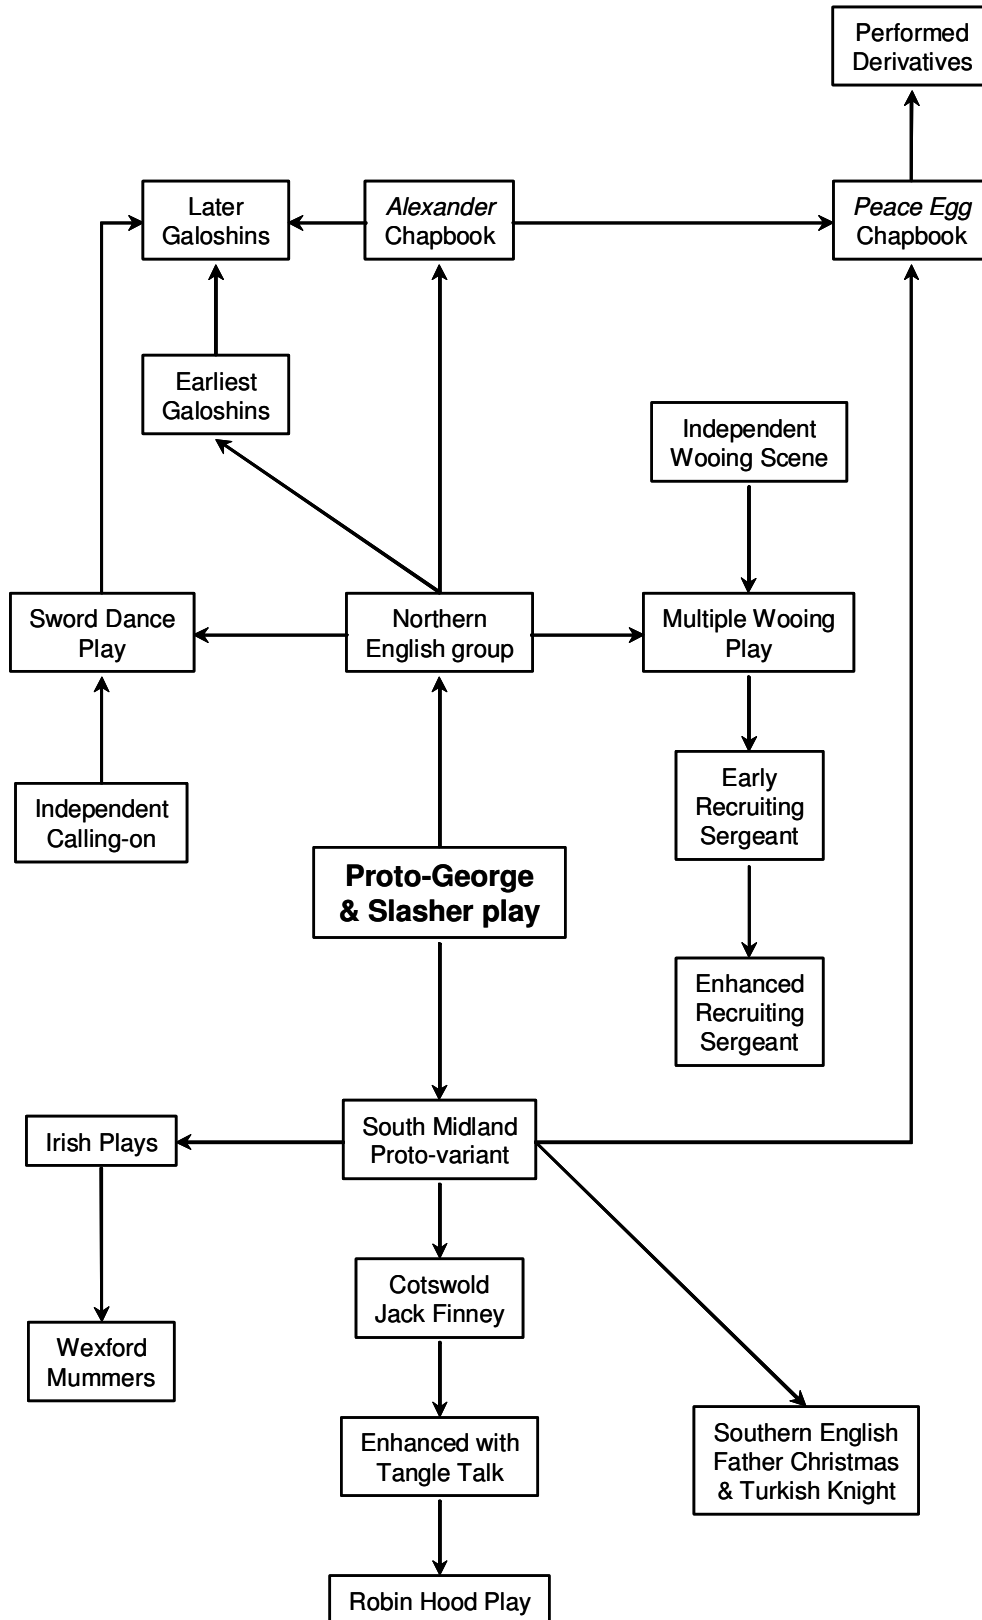 Performed
Derivatives
Later
Galoshins
Alexander
Chapbook
Peace Egg
Chapbook
Earliest
Galoshins
Independent
Wooing Scene
Sword Dance
Play
Northern
English group
Multiple Wooing
Play
Independent
Calling-on
Early
Recruiting
Sergeant
Proto-George
& Slasher play
Enhanced
Recruiting
Sergeant
Irish Plays
South Midland
Proto-variant
Cotswold
Jack Finney
Wexford
Mummers
Enhanced with
Tangle Talk
Southern English
Father Christmas
& Turkish Knight
Robin Hood Play